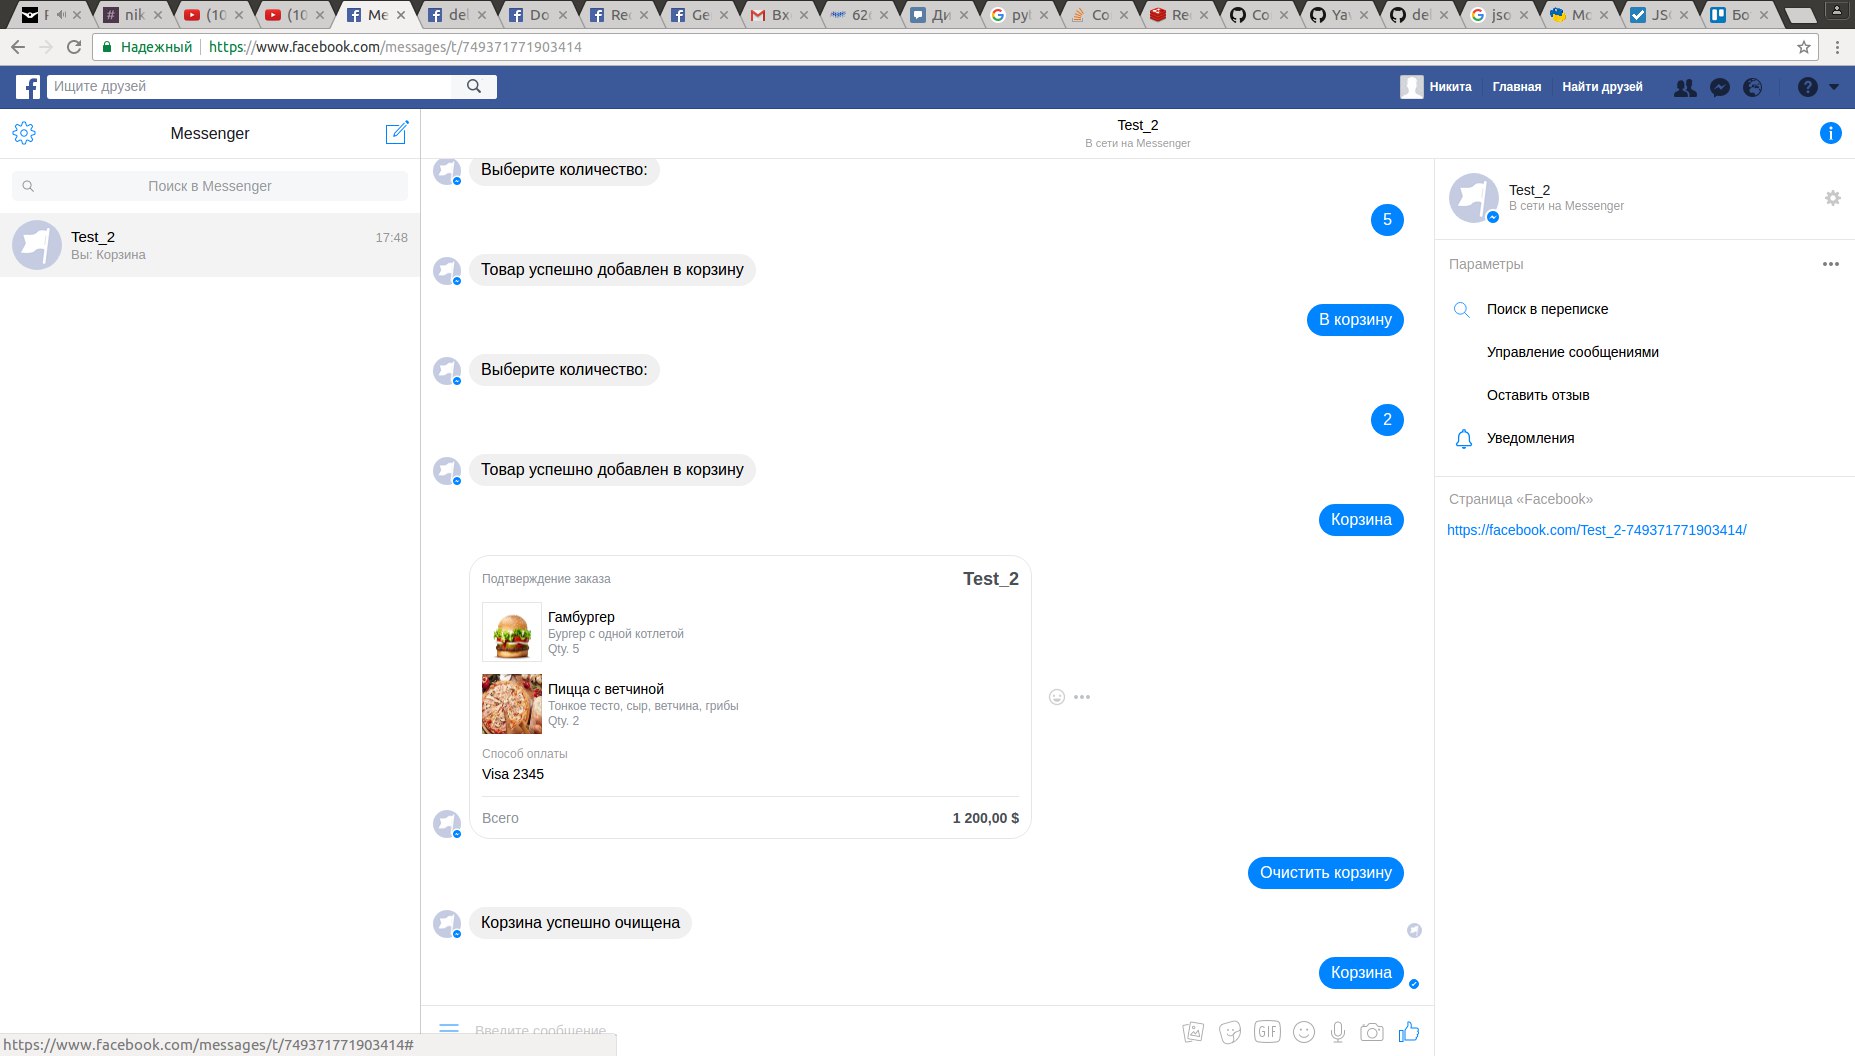 nik
(10
(10
Me
del
Do
Rec
Ge
Вх
62
Ди
pyt
Co
Re
Co
Yav
del
jso
Mo
JSC
Бо
Надежный
https://www.facebook.com/messages/t/749371771903414
Ищите друзей
Никита
Главная
Найти друзей
Messenger
Поиск в Messenger
Test_2
17:48
Вы: Корзина
Test_2
В сети на Messenger
Выберите количество:
5
Товар успешно добавлен в корзину
В корзину
Выберите количество:
2
Товар успешно добавлен в корзину
Корзина
Подтверждение заказа
Test_2
Гамбургер
Бургер с одной котлетой
Qty. 5
Пицца с ветчиной
Тонкое тесто, сыр, ветчина, грибы
Qty. 2
Способ оплаты
Visa 2345
Всего
1 200,00 $
Очистить корзину
Корзина успешно очищена
Корзина
Введите сообщение...
GIF
Test_2
В сети на Messenger
Параметры
Поиск в переписке
Управление сообщениями
Оставить отзыв
Уведомления
Страница «Facebook»
https://facebook.com/Test_2-749371771903414/
https://www.facebook.com/messages/t/749371771903414#